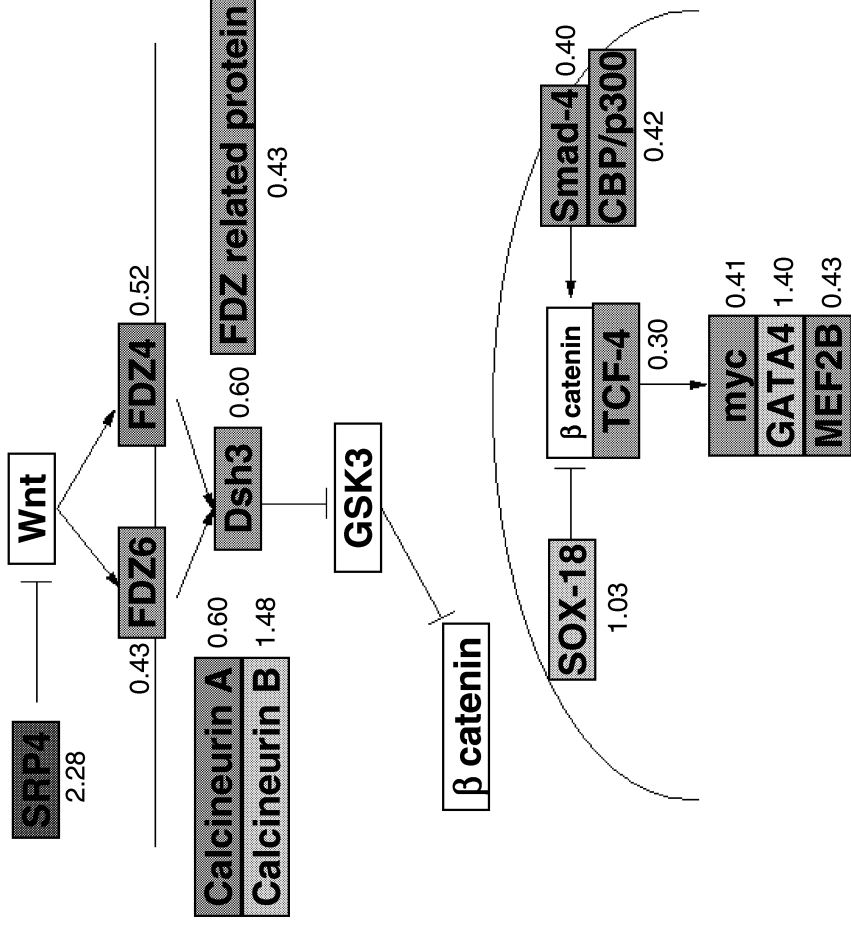 SRP4
2.28
Wnt
0.43
FDZ6
FDZ4
0.52
Calcineurin A
0.60
Calcineurin B
1.48
Dsh3
0.60
FDZ related protein
0.43
GSK3
β catenin
SOX-18
1.03
β catenin
TCF-4
0.30
Smad-4
0.40
CBP/p300
0.42
myc
0.41
GATA4
1.40
MEF2B
0.43